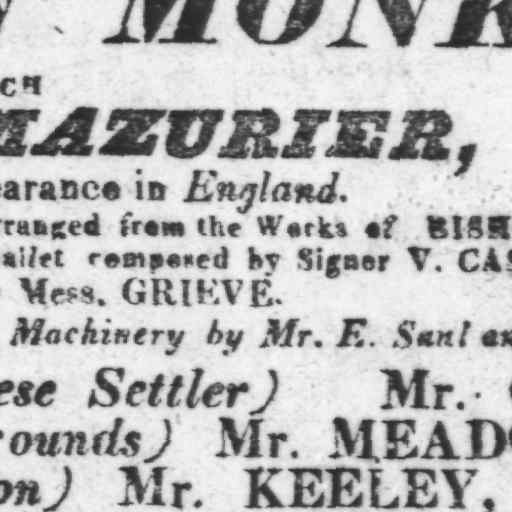 MONK
CH
MAZURIER,
earance in England.
rranged from the Works of BISH
allet composed by Signor V. CAS
Mess. GRIEVE.
Machinery by Mr. E. Saul an
ese Settler) Mr.
rounds) Mr. MEADO
on) Mr. KEELEY,